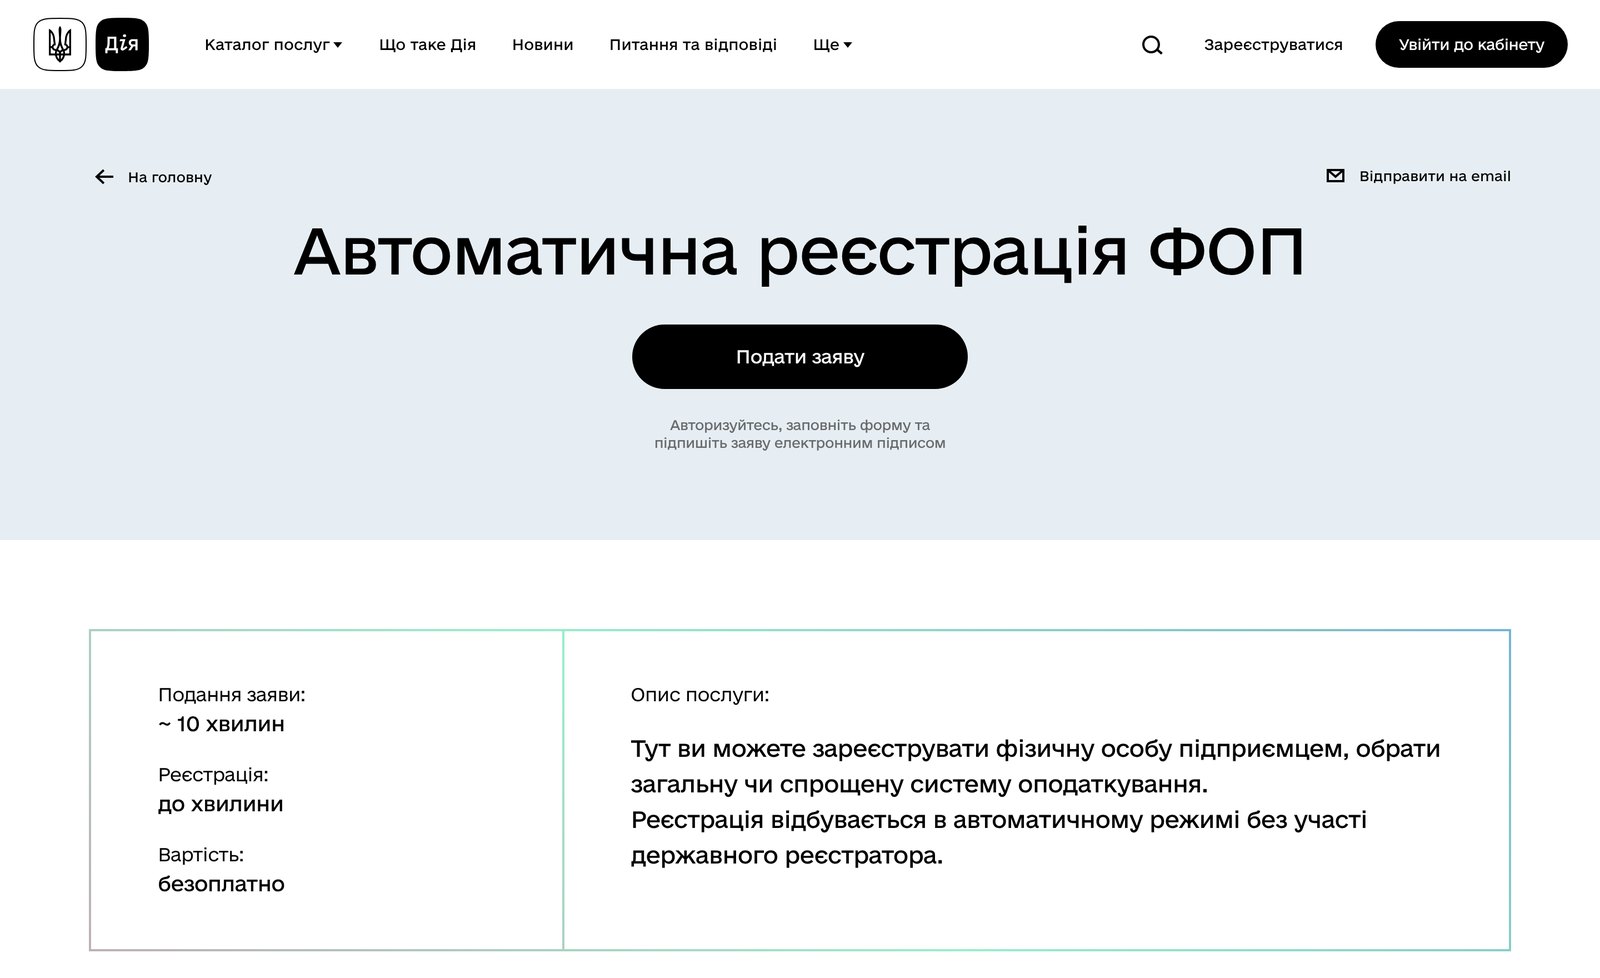 Дія
Каталог послуг
Що таке Дія
Новини
Питання та відповіді
Ще
Зареєструватися
Увійти до кабінету
На головну
Відправити на email
Автоматична реєстрація ФОП
Подати заяву
Авторизуйтесь, заповніть форму та
підпишіть заяву електронним підписом
Подання заяви:
~ 10 хвилин
Реєстрація:
до хвилини
Вартість:
безоплатно
Опис послуги:
Тут ви можете зареєструвати фізичну особу підприємцем, обрати
загальну чи спрощену систему оподаткування.
Реєстрація відбувається в автоматичному режимі без участі
державного реєстратора.